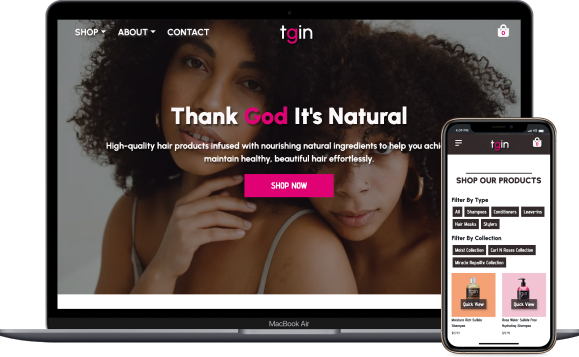 SHOP ABOUT CONTACT
tgin
0
Thank God It's Natural
High-quality hair products infused with nourishing natural ingredients to help you
maintain healthy, beautiful hair effortlessly.
SHOP NOW
MacBook Air
tgin
SHOP OUR PRODUCTS
Filter By Type
All Shampoos Conditioners Leave-ins
Hair Masks Stylers
Filter By Collection
Moist Collection Curl N Roses Collection
Miracle RepaiRx Collection
Quick View Quick View
Moisture Rich Sulfate Rose Water Sulfate Free
Shampoo Hydrating Shampoo